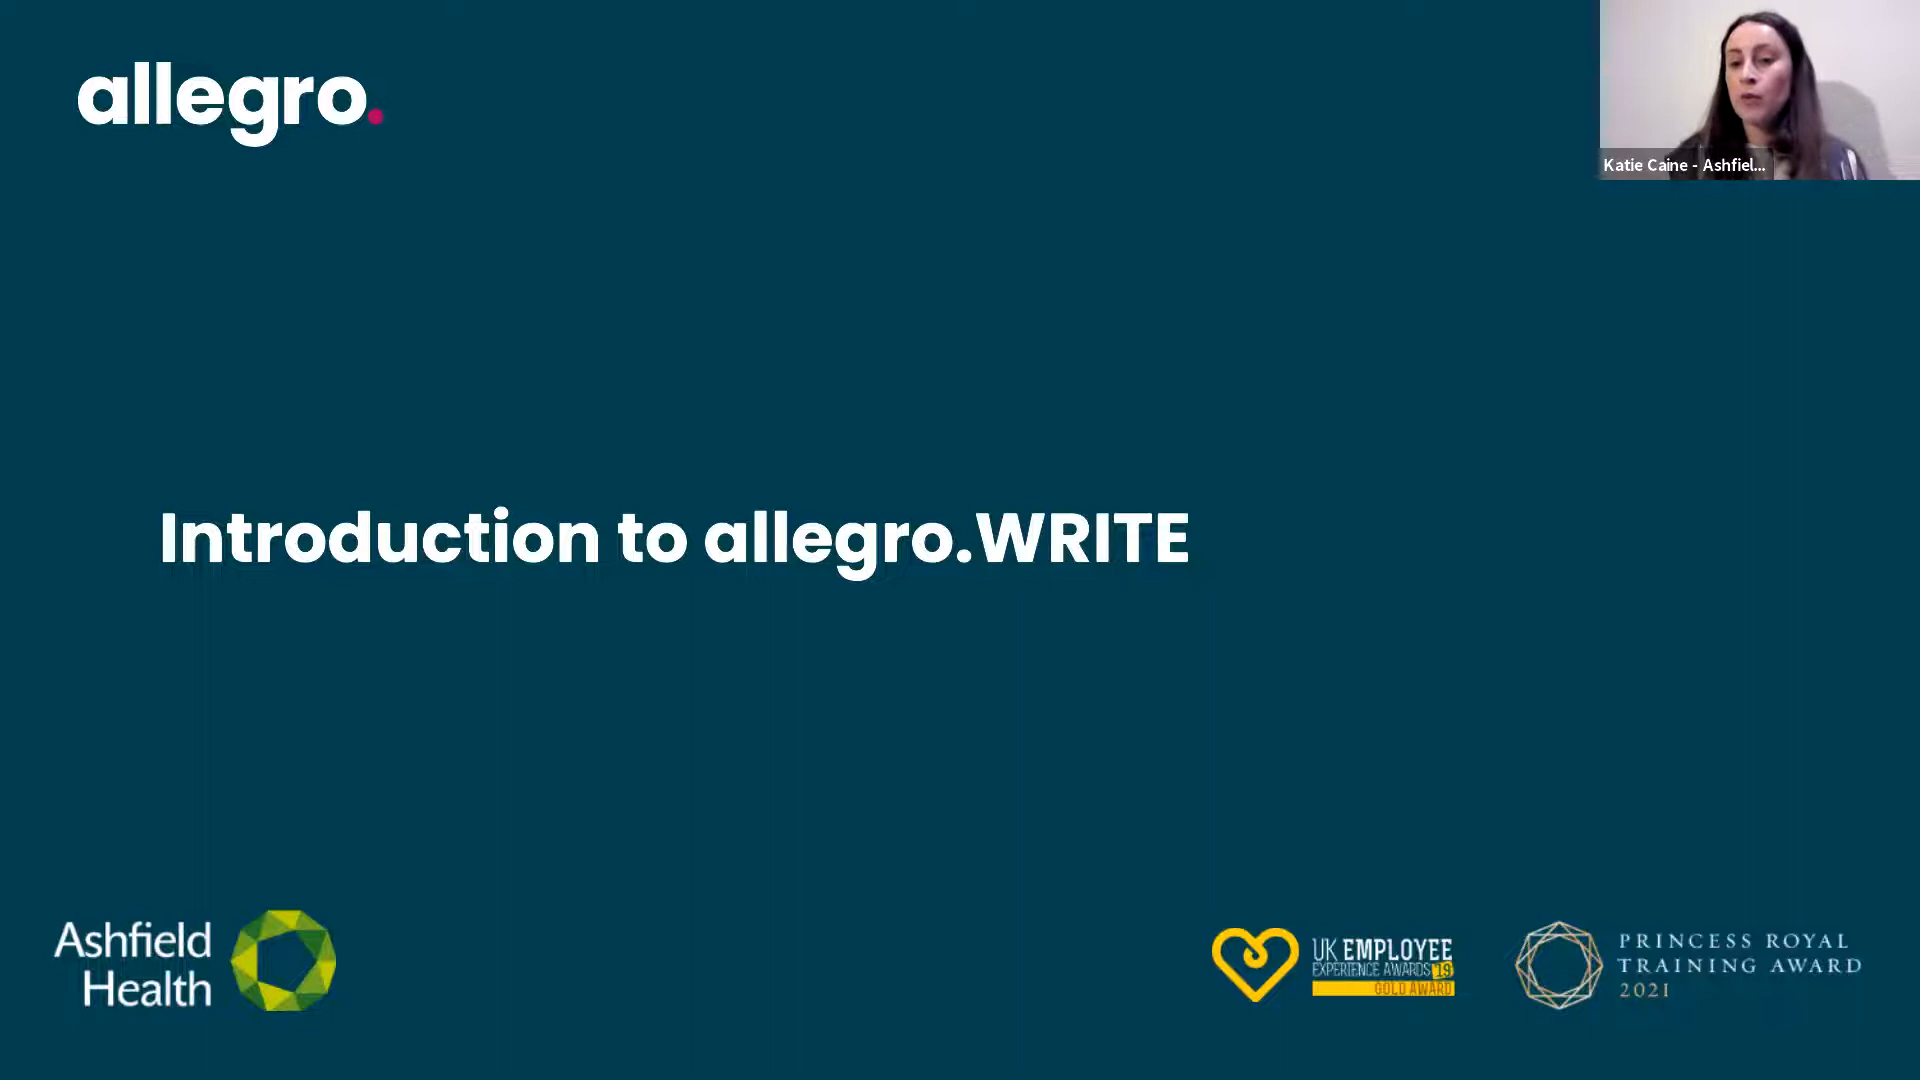 allegro.
Katie Caine - Ashfiel...
Introduction to allegro.WRITE
Ashfield
Health
UK EMPLOYEE
EXPERIENCE AWARDS '19
GOLD AWARD
PRINCESS ROYAL
TRAINING AWARD
2021